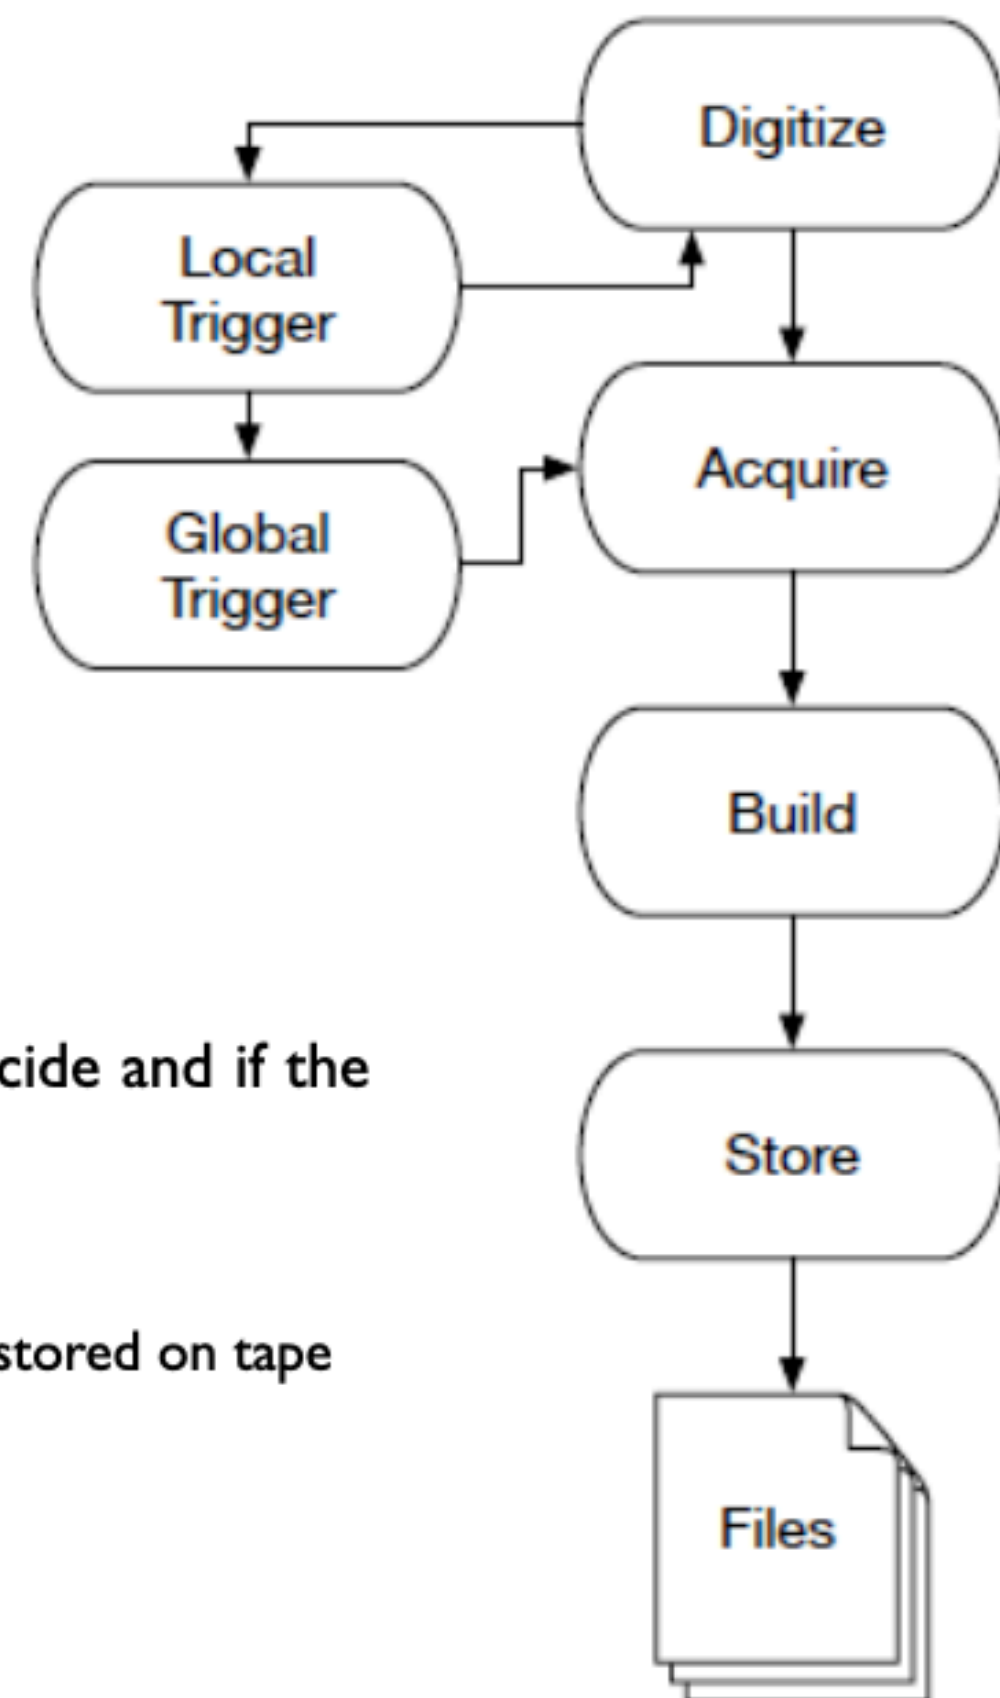 Digitize
Local
Trigger
Global
Trigger
Acquire
Build
cide and if the
Store
stored on tape
Files